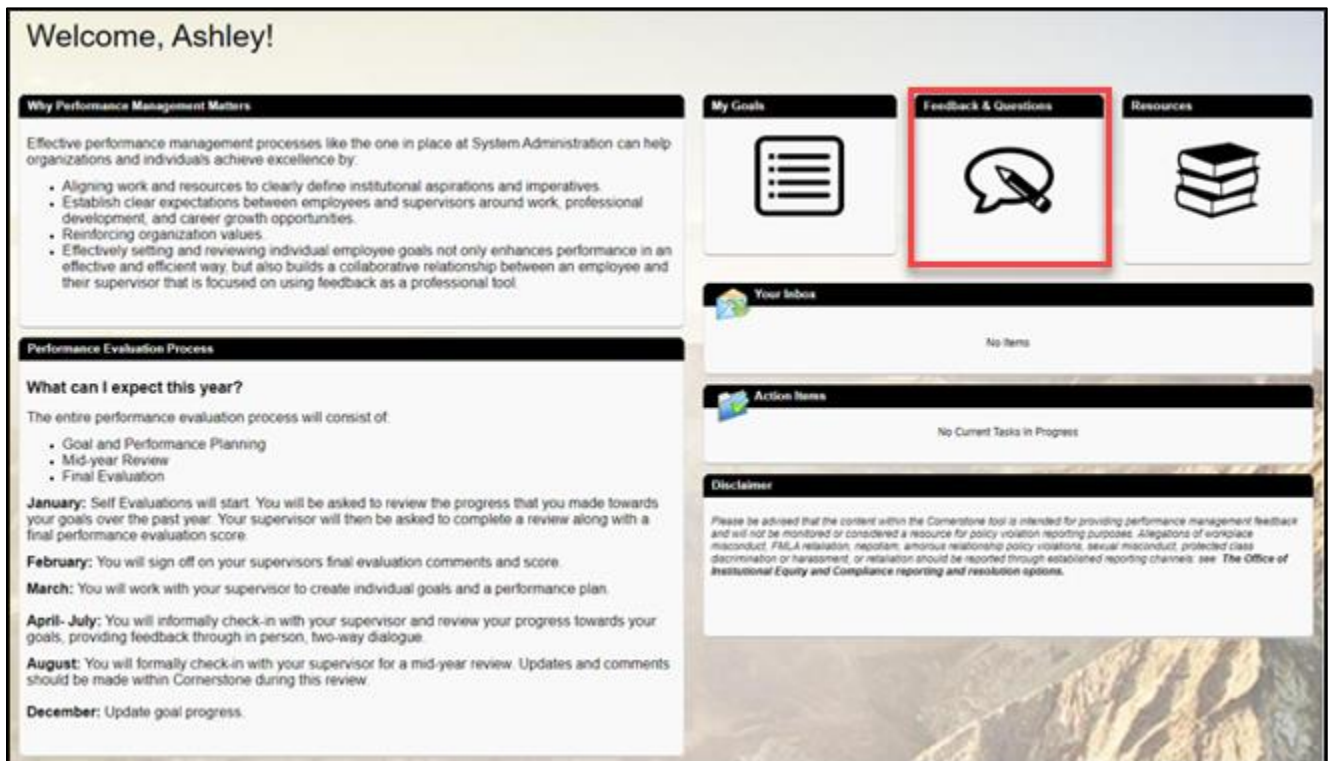 Welcome, Ashley!
Why Performance Management Matters
Effective performance management processes like the one in place at System Administration can help
organizations and individuals achieve excellence by:
• Aligning work and resources to clearly define institutional aspirations and imperatives.
• Establish clear expectations between employees and supervisors around work, professional
development, and career growth opportunities.
• Reinforcing organization values.
• Effectively setting and reviewing individual employee goals not only enhances performance in an
effective and efficient way, but also builds a collaborative relationship between an employee and
their supervisor that is focused on using feedback as a professional tool.
Performance Evaluation Process
What can I expect this year?
The entire performance evaluation process will consist of:
• Goal and Performance Planning
• Mid-year Review
• Final Evaluation
January: Self Evaluations will start. You will be asked to review the progress that you made towards
your goals over the past year. Your supervisor will then be asked to complete a review along with a
final performance evaluation score.
February: You will sign off on your supervisors final evaluation comments and score.
March: You will work with your supervisor to create individual goals and a performance plan.
April- July: You will informally check-in with your supervisor and review your progress towards your
goals, providing feedback through in person, two-way dialogue.
August: You will formally check-in with your supervisor for a mid-year review. Updates and comments
should be made within Cornerstone during this review.
December: Update goal progress.
My Goals
Feedback & Questions
Resources
Your Inbox
No Items
Action Items
No Current Tasks In Progress
Disclaimer
Please be advised that the content within the Cornerstone tool is intended for providing performance management feedback
and will not be monitored or considered a resource for policy violation reporting purposes. Allegations of workplace
misconduct, FMLA retaliation, nepotism, amorous relationship policy violations, sexual misconduct, protected class
discrimination or harassment, or retaliation should be reported through established reporting channels: see The Office of
Institutional Equity and Compliance reporting and resolution options.